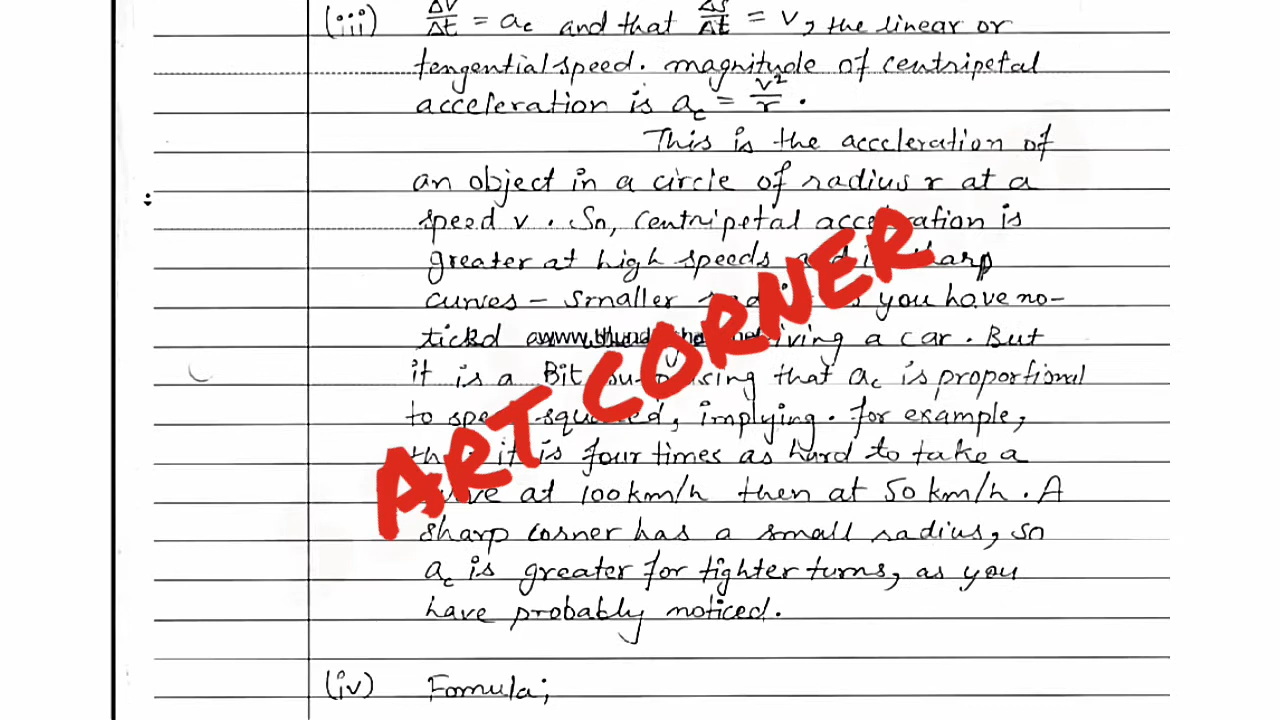 (iii) Δv/Δt = ac and that Δs/Δt = v, the linear or
tengential speed. magnitude of centripetal
acceleration is ac = v²/r.
This is the acceleration of
an object in a circle of radius r at a
speed v. So, centripetal acceleration is
greater at high speeds sharp
curves – smaller you have no-
ticed a car. But
it is a Bit that ac is proportional
to squared, implying. for example,
it is four times as hard to take a
at 100km/h then at 50 km/h. A
sharp corner has a small radius, so
ac is greater for tighter turns, as you
have probably noticed.
(iv) Formula;
ART CORNER